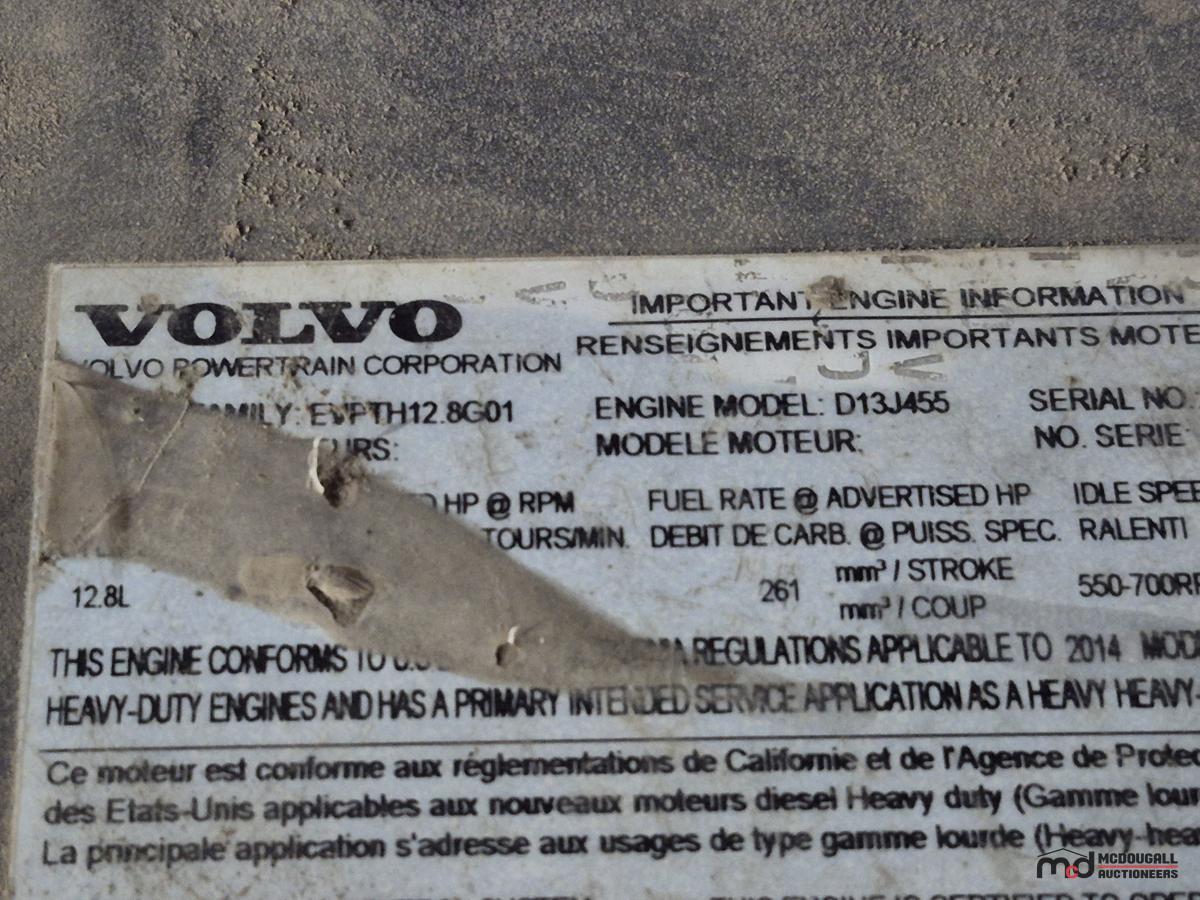 VOLVO
IMPORTANT ENGINE INFORMATION
RENSEIGNEMENTS IMPORTANTS MOTE
VOLVO POWERTRAIN CORPORATION
AMILY: EVPTH12.8G01
ENGINE MODEL: D13J455
SERIAL NO.
URS:
MODELE MOTEUR:
NO. SERIE:
HP @ RPM
FUEL RATE @ ADVERTISED HP
IDLE SPEE
TOURS/MIN.
DEBIT DE CARB. @ PUISS. SPEC.
RALENTI
12.8L
261
mm³ / STROKE
mm³ / COUP
550-700RP
THIS ENGINE CONFORMS TO REGULATIONS APPLICABLE TO 2014 MOD
HEAVY-DUTY ENGINES AND HAS A PRIMARY INTENDED SERVICE APPLICATION AS A HEAVY HEAVY
Ce moteur est conforme aux réglementations de Californie et de l'Agence de Protec
des Etats-Unis applicables aux nouveaux moteurs diesel Heavy duty (Gamme lour
La principale application s'adresse aux usages de type gamme lourde (Heavy-hea
mcd MCDOUGALL
AUCTIONEERS